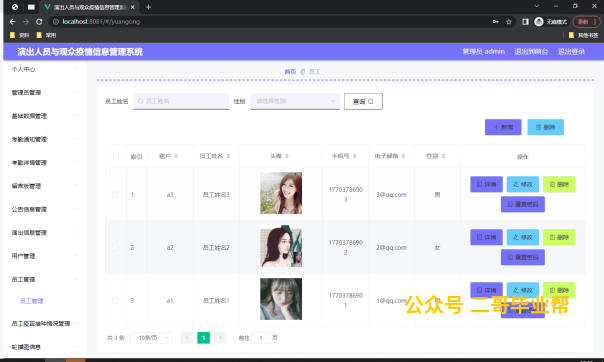 演出人员与观众疫情信息管理系统
localhost:8081/#/yuangong
无痕模式
更新
资料
常用
其他书签
演出人员与观众疫情信息管理系统
管理员 admin
退出到前台
退出登录
个人中心
管理员管理
基础数据管理
考勤通知管理
考勤详情管理
留言板管理
公告信息管理
演出信息管理
用户管理
员工管理
员工管理
员工疫苗接种情况管理
轮播图信息
首页
员工
员工姓名
员工姓名
性别
请选择性别
查询
新增
删除
索引 账户 员工姓名 头像 手机号 电子邮箱 性别 操作
1 a3 员工姓名3 17703786903 3@qq.com 男 详情 修改 删除
重置密码
2 a2 员工姓名2 17703786902 2@qq.com 女 详情 修改 删除
重置密码
3 a1 员工姓名1 17703786901 1@qq.com 详情 修改 删除
公众号 二哥毕业帮
共 3 条 10条/页 1 前往 1 页